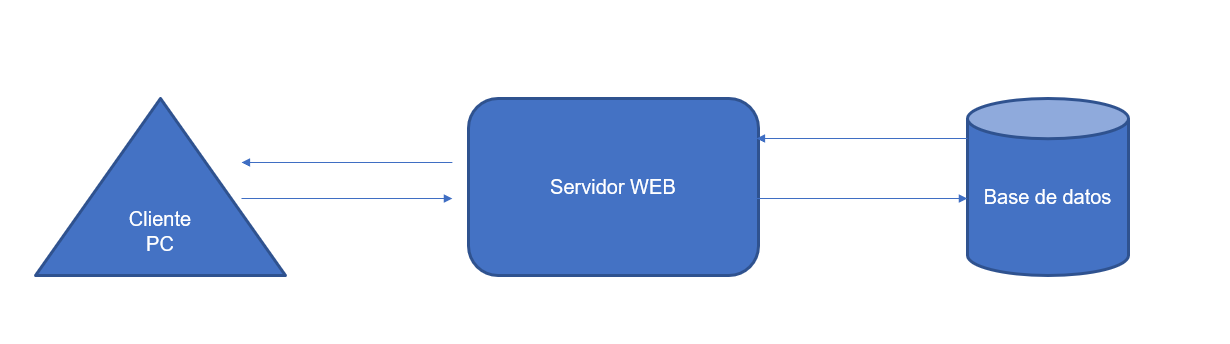 Cliente
PC
Servidor WEB
Base de datos